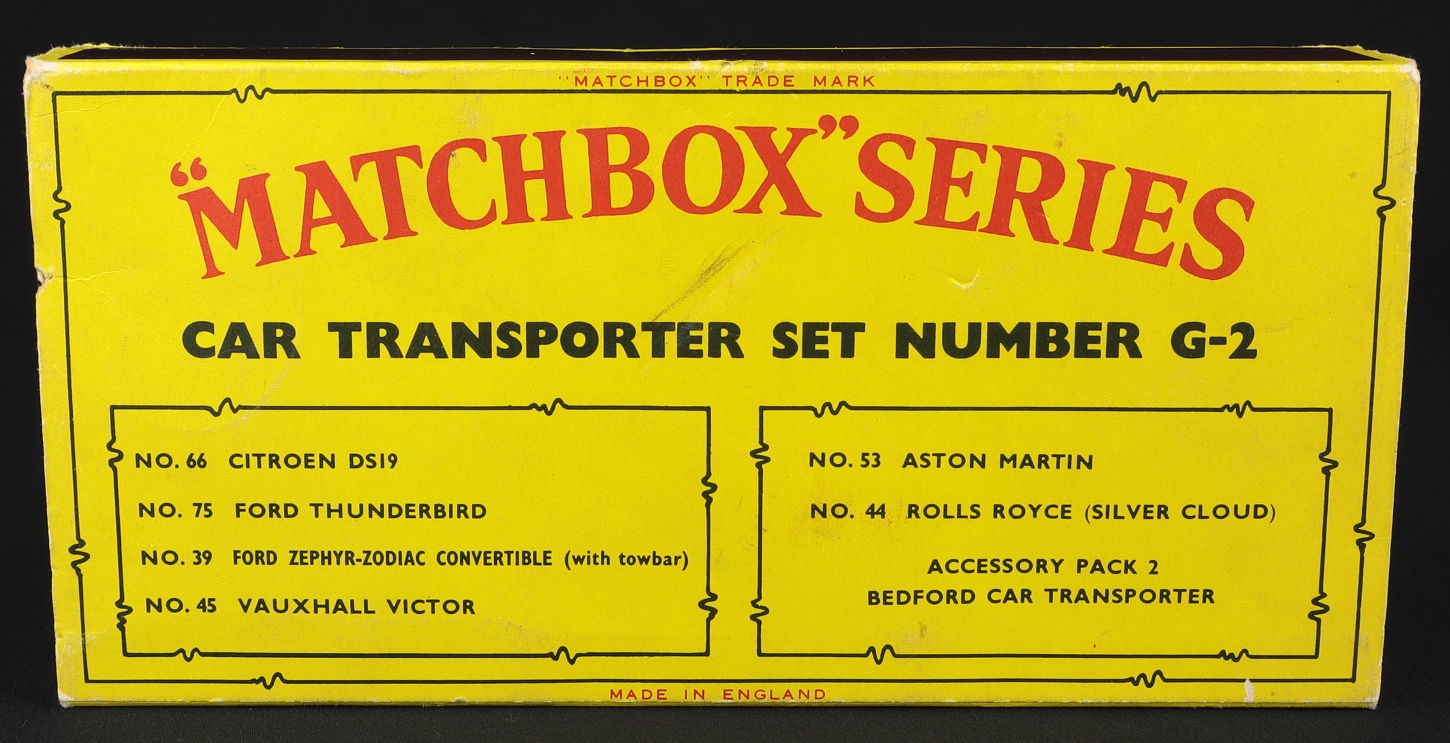 "MATCHBOX" TRADE MARK
“MATCHBOX” SERIES
CAR TRANSPORTER SET NUMBER G-2
NO. 66 CITROEN DS19
NO. 75 FORD THUNDERBIRD
NO. 39 FORD ZEPHYR-ZODIAC CONVERTIBLE (with towbar)
NO. 45 VAUXHALL VICTOR
NO. 53 ASTON MARTIN
NO. 44 ROLLS ROYCE (SILVER CLOUD)
ACCESSORY PACK 2
BEDFORD CAR TRANSPORTER
MADE IN ENGLAND